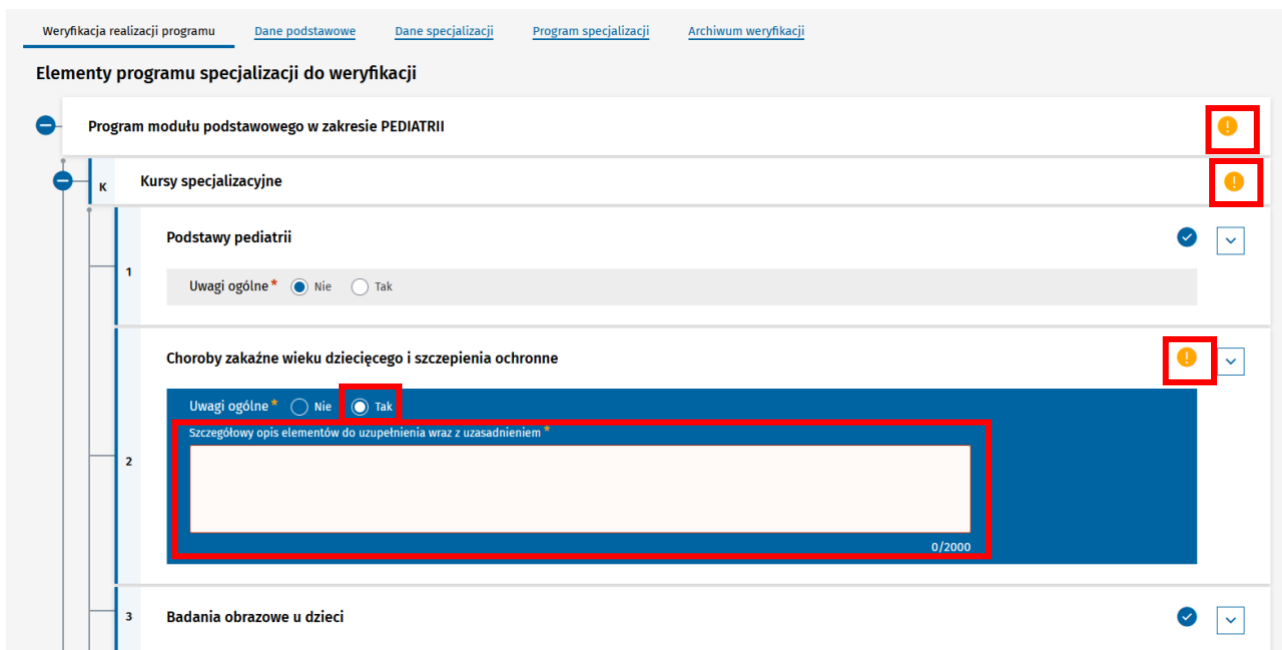 Weryfikacja realizacji programu Dane podstawowe Dane specjalizacji Program specjalizacji Archiwum weryfikacji
Elementy programu specjalizacji do weryfikacji
Program modułu podstawowego w zakresie PEDIATRII !
K Kursy specjalizacyjne !
Podstawy pediatrii
1
Uwagi ogólne* Nie Tak
Choroby zakaźne wieku dziecięcego i szczepienia ochronne !
Uwagi ogólne* Nie Tak
Szczegółowy opis elementów do uzupełnienia wraz z uzasadnieniem *
2
0/2000
3 Badania obrazowe u dzieci